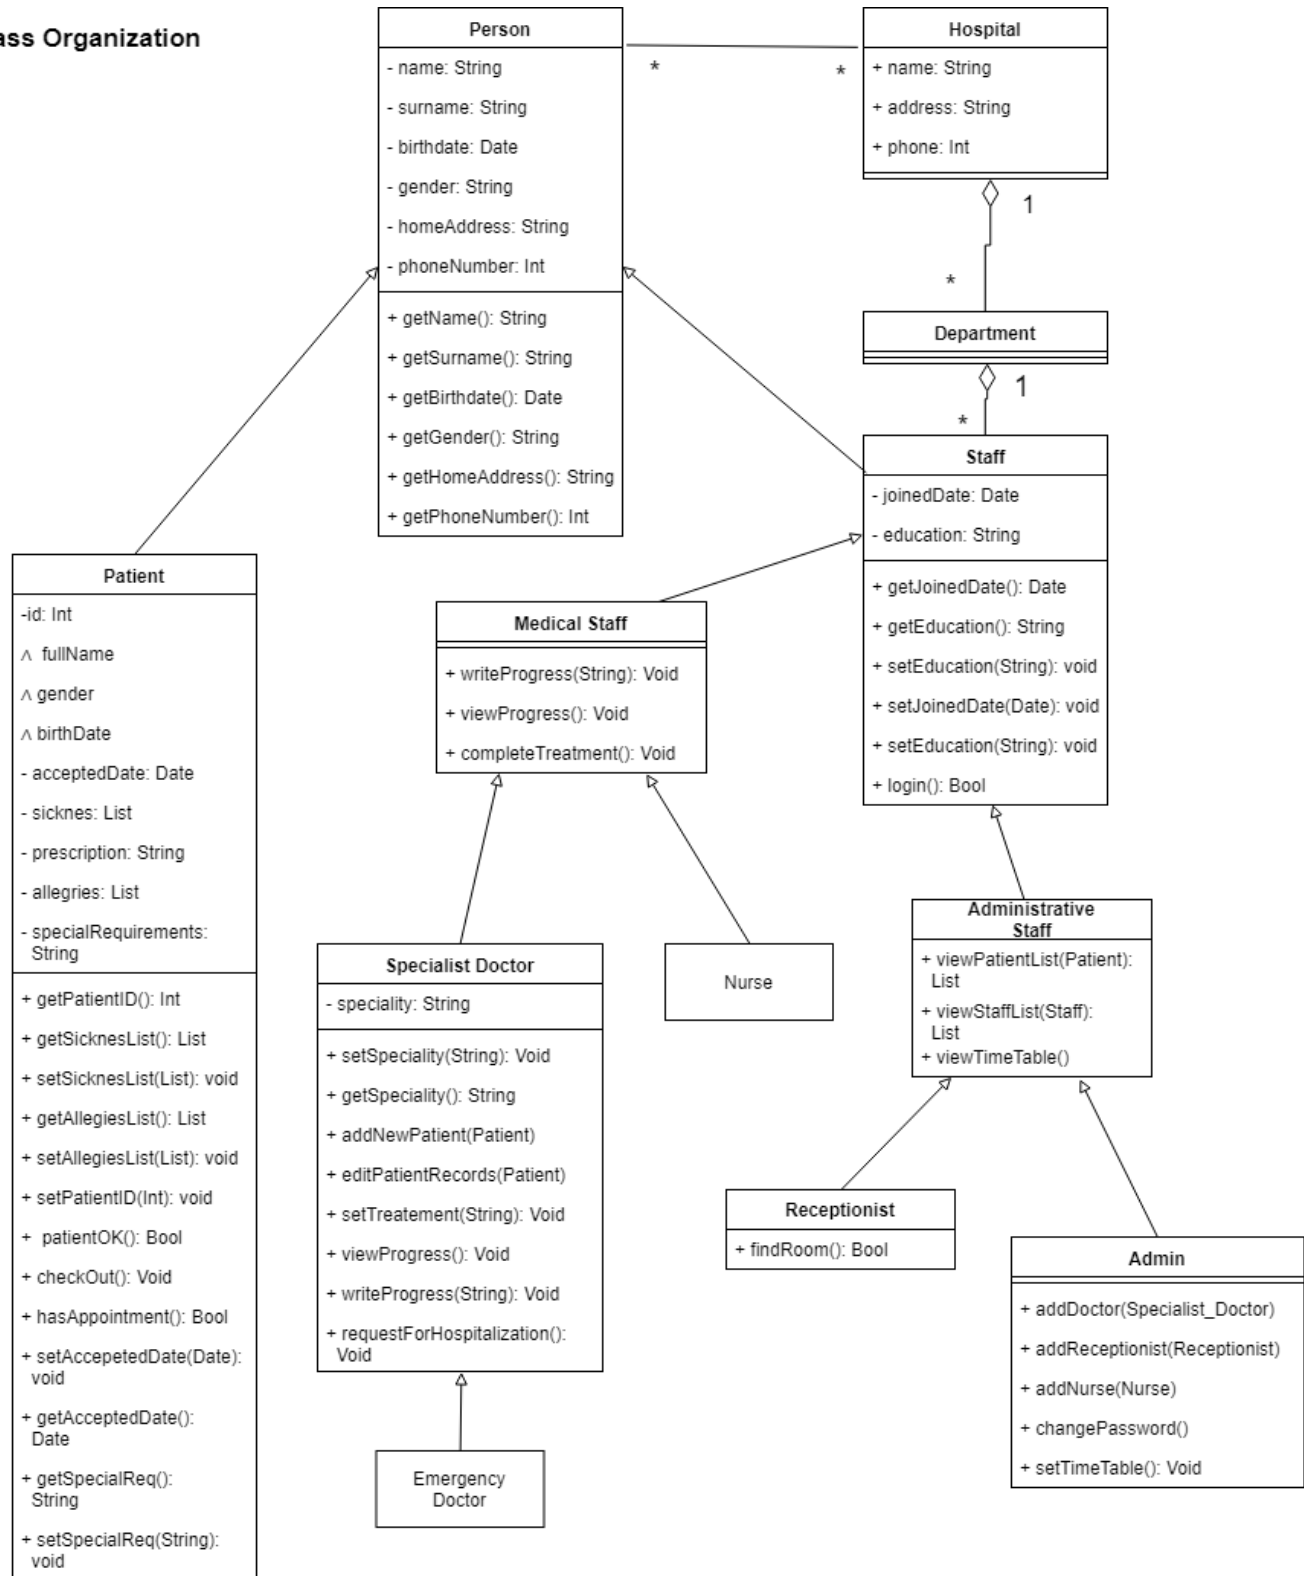 ass Organization
Person
- name: String
- surname: String
- birthdate: Date
- gender: String
- homeAddress: String
- phoneNumber: Int
+ getName(): String
+ getSurname(): String
+ getBirthdate(): Date
+ getGender(): String
+ getHomeAddress(): String
+ getPhoneNumber(): Int
*
*
Hospital
+ name: String
+ address: String
+ phone: Int
1
*
Department
1
*
Staff
- joinedDate: Date
- education: String
+ getJoinedDate(): Date
+ getEducation(): String
+ setEducation(String): void
+ setJoinedDate(Date): void
+ setEducation(String): void
+ login(): Bool
Patient
-id: Int
∧ fullName
∧ gender
∧ birthDate
- acceptedDate: Date
- sicknes: List
- prescription: String
- allegries: List
- specialRequirements:
String
+ getPatientID(): Int
+ getSicknesList(): List
+ setSicknesList(List): void
+ getAllegiesList(): List
+ setAllegiesList(List): void
+ setPatientID(Int): void
+ patientOK(): Bool
+ checkOut(): Void
+ hasAppointment(): Bool
+ setAccepetedDate(Date):
void
+ getAcceptedDate():
Date
+ getSpecialReq():
String
+ setSpecialReq(String):
void
Medical Staff
+ writeProgress(String): Void
+ viewProgress(): Void
+ completeTreatment(): Void
Specialist Doctor
- speciality: String
+ setSpeciality(String): Void
+ getSpeciality(): String
+ addNewPatient(Patient)
+ editPatientRecords(Patient)
+ setTreatement(String): Void
+ viewProgress(): Void
+ writeProgress(String): Void
+ requestForHospitalization():
Void
Emergency
Doctor
Nurse
Administrative
Staff
+ viewPatientList(Patient):
List
+ viewStaffList(Staff):
List
+ viewTimeTable()
Receptionist
+ findRoom(): Bool
Admin
+ addDoctor(Specialist_Doctor)
+ addReceptionist(Receptionist)
+ addNurse(Nurse)
+ changePassword()
+ setTimeTable(): Void